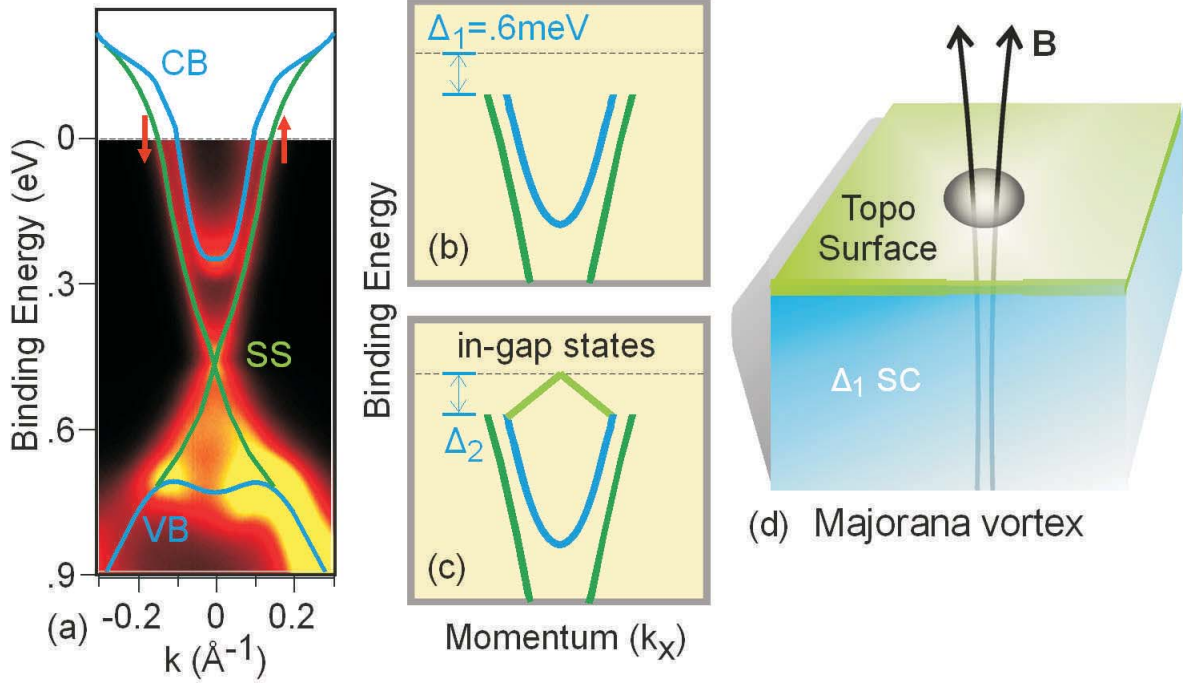 CB
0
.3
.6
.9
Binding Energy (eV)
SS
VB
-0.2
0
0.2
(a)
k (Å⁻¹)
Δ₁=.6meV
(b)
Binding Energy
in-gap states
Δ₂
(c)
Momentum (kₓ)
B
Topo
Surface
Δ₁ SC
(d) Majorana vortex